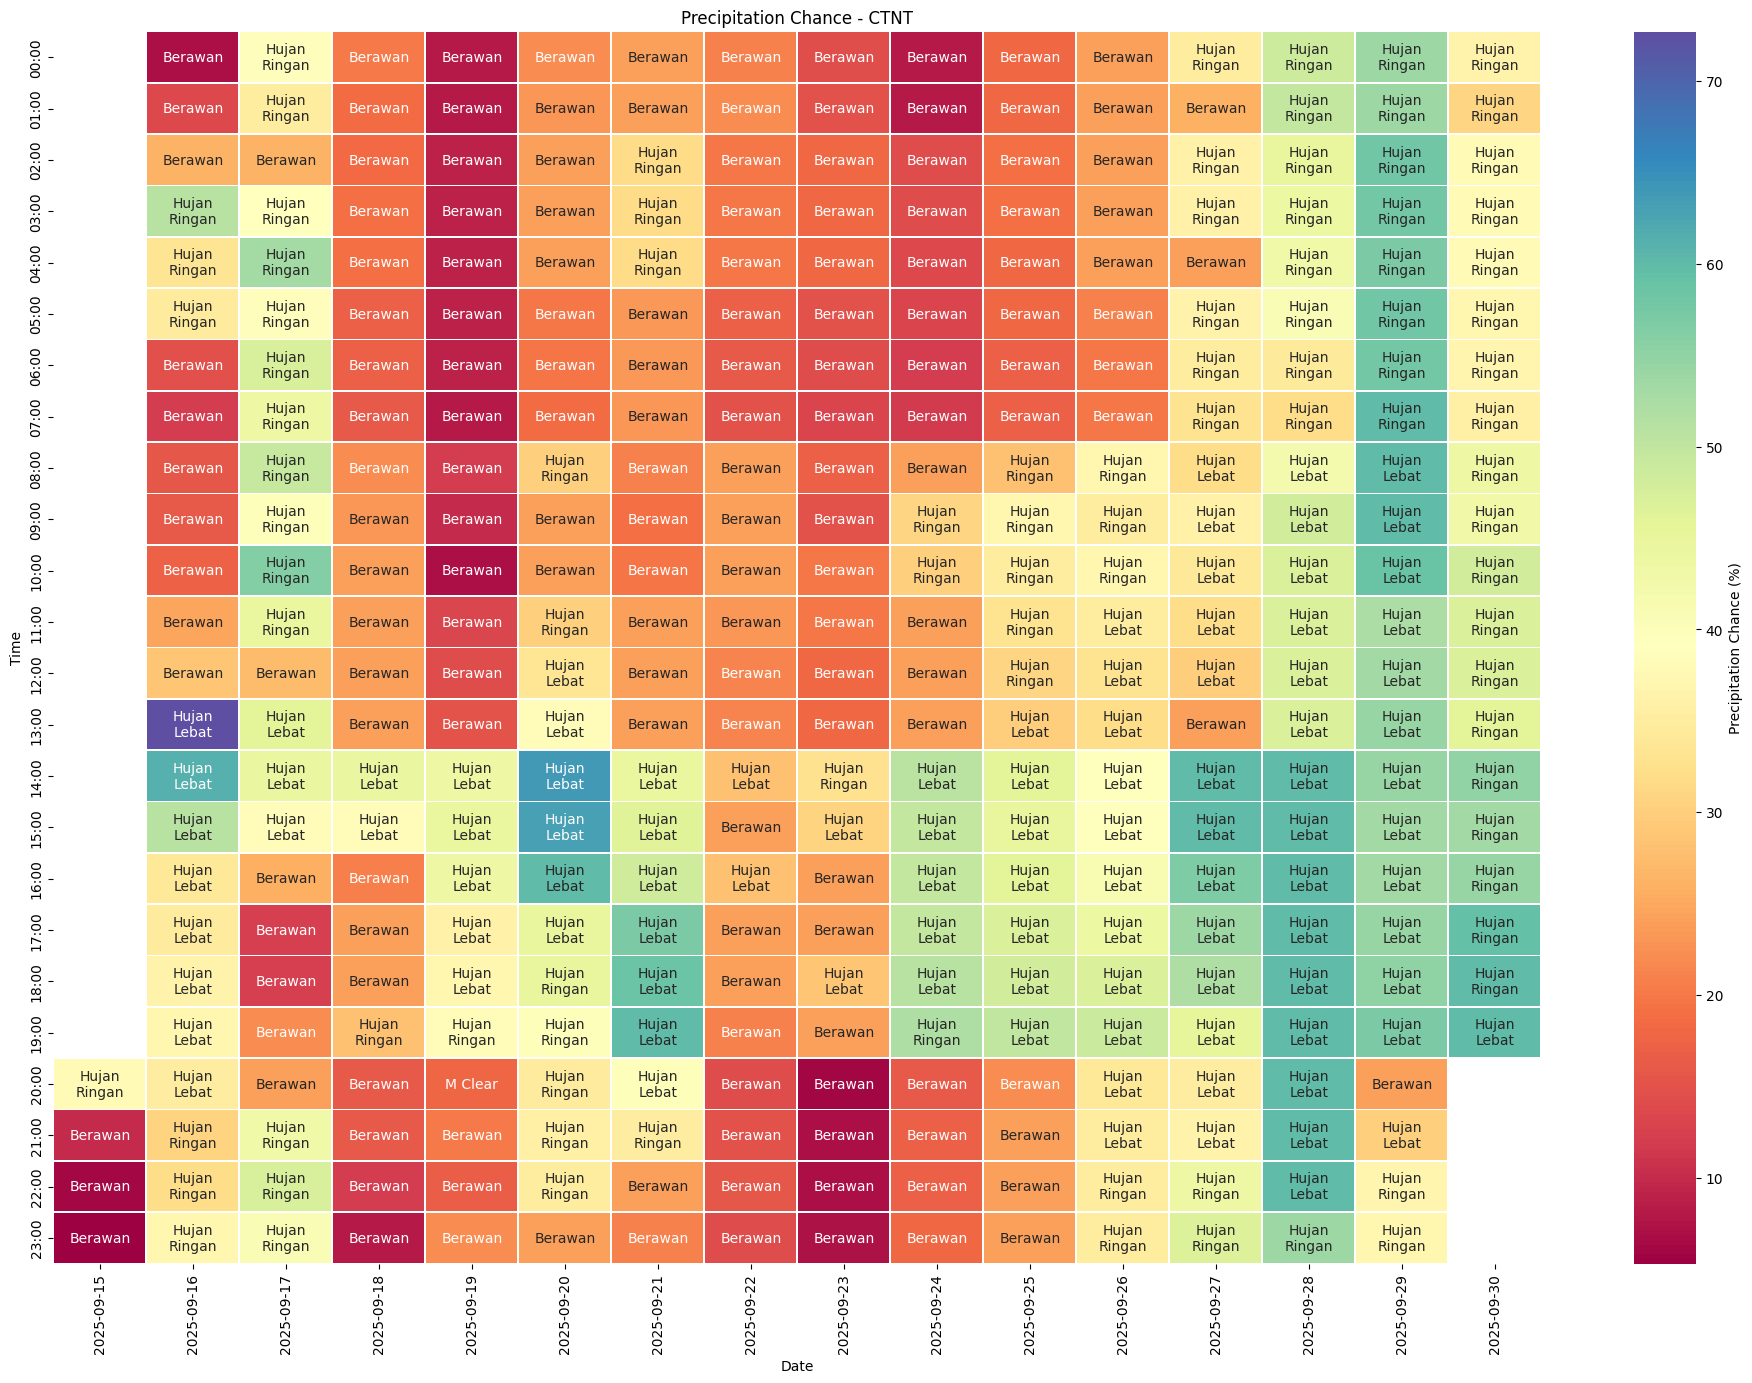 Precipitation Chance - CTNT
00:00 Berawan Hujan Ringan Berawan Berawan Berawan Berawan Berawan Berawan Berawan Berawan Berawan Hujan Ringan Hujan Ringan Hujan Ringan Hujan Ringan
01:00 Berawan Hujan Ringan Berawan Berawan Berawan Berawan Berawan Berawan Berawan Berawan Berawan Berawan Hujan Ringan Hujan Ringan Hujan Ringan
02:00 Berawan Berawan Berawan Berawan Berawan Hujan Ringan Berawan Berawan Berawan Berawan Berawan Hujan Ringan Hujan Ringan Hujan Ringan Hujan Ringan
03:00 Hujan Ringan Hujan Ringan Berawan Berawan Berawan Hujan Ringan Berawan Berawan Berawan Berawan Berawan Hujan Ringan Hujan Ringan Hujan Ringan Hujan Ringan
04:00 Hujan Ringan Hujan Ringan Berawan Berawan Berawan Hujan Ringan Berawan Berawan Berawan Berawan Berawan Berawan Hujan Ringan Hujan Ringan Hujan Ringan
05:00 Hujan Ringan Hujan Ringan Berawan Berawan Berawan Berawan Berawan Berawan Berawan Berawan Berawan Hujan Ringan Hujan Ringan Hujan Ringan Hujan Ringan
06:00 Berawan Hujan Ringan Berawan Berawan Berawan Berawan Berawan Berawan Berawan Berawan Berawan Hujan Ringan Hujan Ringan Hujan Ringan Hujan Ringan
07:00 Berawan Hujan Ringan Berawan Berawan Berawan Berawan Berawan Berawan Berawan Berawan Berawan Hujan Ringan Hujan Ringan Hujan Ringan Hujan Ringan
08:00 Berawan Hujan Ringan Berawan Berawan Hujan Ringan Berawan Berawan Berawan Berawan Hujan Ringan Hujan Ringan Hujan Lebat Hujan Lebat Hujan Lebat Hujan Ringan
09:00 Berawan Hujan Ringan Berawan Berawan Berawan Berawan Berawan Berawan Hujan Ringan Hujan Ringan Hujan Ringan Hujan Lebat Hujan Lebat Hujan Lebat Hujan Ringan
10:00 Berawan Hujan Ringan Berawan Berawan Berawan Berawan Berawan Berawan Hujan Ringan Hujan Ringan Hujan Ringan Hujan Lebat Hujan Lebat Hujan Lebat Hujan Ringan
11:00 Berawan Hujan Ringan Berawan Berawan Hujan Ringan Berawan Berawan Berawan Berawan Hujan Ringan Hujan Lebat Hujan Lebat Hujan Lebat Hujan Lebat Hujan Ringan
12:00 Berawan Berawan Berawan Berawan Hujan Lebat Berawan Berawan Berawan Berawan Hujan Ringan Hujan Lebat Hujan Lebat Hujan Lebat Hujan Lebat Hujan Ringan
13:00 Hujan Lebat Hujan Lebat Berawan Berawan Hujan Lebat Berawan Berawan Berawan Berawan Hujan Lebat Hujan Lebat Berawan Hujan Lebat Hujan Lebat Hujan Ringan
14:00 Hujan Lebat Hujan Lebat Hujan Lebat Hujan Lebat Hujan Lebat Hujan Lebat Hujan Lebat Hujan Ringan Hujan Lebat Hujan Lebat Hujan Lebat Hujan Lebat Hujan Lebat Hujan Lebat Hujan Ringan
15:00 Hujan Lebat Hujan Lebat Hujan Lebat Hujan Lebat Hujan Lebat Hujan Lebat Berawan Hujan Lebat Hujan Lebat Hujan Lebat Hujan Lebat Hujan Lebat Hujan Lebat Hujan Lebat Hujan Ringan
16:00 Hujan Lebat Berawan Berawan Hujan Lebat Hujan Lebat Hujan Lebat Hujan Lebat Berawan Hujan Lebat Hujan Lebat Hujan Lebat Hujan Lebat Hujan Lebat Hujan Lebat Hujan Ringan
17:00 Hujan Lebat Berawan Berawan Hujan Lebat Hujan Lebat Hujan Lebat Berawan Berawan Hujan Lebat Hujan Lebat Hujan Lebat Hujan Lebat Hujan Lebat Hujan Lebat Hujan Ringan
18:00 Hujan Lebat Berawan Berawan Hujan Lebat Hujan Ringan Hujan Lebat Berawan Hujan Lebat Hujan Lebat Hujan Lebat Hujan Lebat Hujan Lebat Hujan Lebat Hujan Lebat Hujan Ringan
19:00 Hujan Lebat Berawan Hujan Ringan Hujan Ringan Hujan Ringan Hujan Lebat Berawan Berawan Hujan Ringan Hujan Lebat Hujan Lebat Hujan Lebat Hujan Lebat Hujan Lebat Hujan Lebat
20:00 Hujan Ringan Hujan Lebat Berawan Berawan M Clear Hujan Ringan Hujan Lebat Berawan Berawan Berawan Berawan Hujan Lebat Hujan Lebat Hujan Lebat Berawan
21:00 Berawan Hujan Ringan Hujan Ringan Berawan Berawan Hujan Ringan Hujan Ringan Berawan Berawan Berawan Berawan Hujan Lebat Hujan Lebat Hujan Lebat Hujan Lebat
22:00 Berawan Hujan Ringan Hujan Ringan Berawan Berawan Hujan Ringan Berawan Berawan Berawan Berawan Berawan Hujan Ringan Hujan Ringan Hujan Lebat Hujan Ringan
23:00 Berawan Hujan Ringan Hujan Ringan Berawan Berawan Berawan Berawan Berawan Berawan Berawan Berawan Hujan Ringan Hujan Ringan Hujan Ringan Hujan Ringan
Time
2025-09-15 2025-09-16 2025-09-17 2025-09-18 2025-09-19 2025-09-20 2025-09-21 2025-09-22 2025-09-23 2025-09-24 2025-09-25 2025-09-26 2025-09-27 2025-09-28 2025-09-29 2025-09-30
Date
70
60
50
40
30
20
10
Precipitation Chance (%)